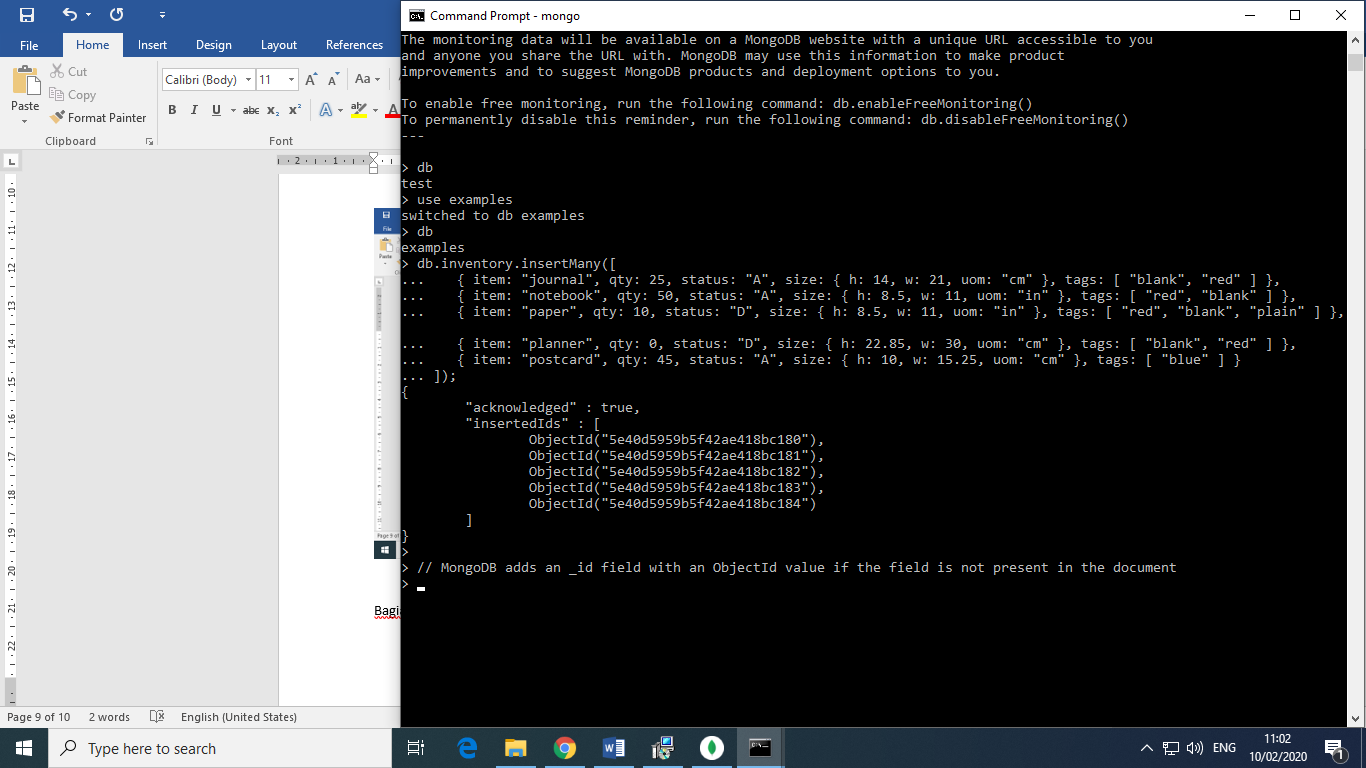 Command Prompt - mongo
File Home Insert Design Layout References
Paste
Cut
Copy
Format Painter
Calibri (Body) 11
Clipboard Font
The monitoring data will be available on a MongoDB website with a unique URL accessible to you
and anyone you share the URL with. MongoDB may use this information to make product
improvements and to suggest MongoDB products and deployment options to you.
To enable free monitoring, run the following command: db.enableFreeMonitoring()
To permanently disable this reminder, run the following command: db.disableFreeMonitoring()
---
> db
test
> use examples
switched to db examples
> db
examples
> db.inventory.insertMany([
... { item: "journal", qty: 25, status: "A", size: { h: 14, w: 21, uom: "cm" }, tags: [ "blank", "red" ] },
... { item: "notebook", qty: 50, status: "A", size: { h: 8.5, w: 11, uom: "in" }, tags: [ "red", "blank" ] },
... { item: "paper", qty: 10, status: "D", size: { h: 8.5, w: 11, uom: "in" }, tags: [ "red", "blank", "plain" ] },
... { item: "planner", qty: 0, status: "D", size: { h: 22.85, w: 30, uom: "cm" }, tags: [ "blank", "red" ] },
... { item: "postcard", qty: 45, status: "A", size: { h: 10, w: 15.25, uom: "cm" }, tags: [ "blue" ] }
... ]);
{
"acknowledged" : true,
"insertedIds" : [
ObjectId("5e40d5959b5f42ae418bc180"),
ObjectId("5e40d5959b5f42ae418bc181"),
ObjectId("5e40d5959b5f42ae418bc182"),
ObjectId("5e40d5959b5f42ae418bc183"),
ObjectId("5e40d5959b5f42ae418bc184")
]
}
>
> // MongoDB adds an _id field with an ObjectId value if the field is not present in the document
>
Bagi
Page 9 of 10 2 words English (United States)
Type here to search
ENG
11:02
10/02/2020